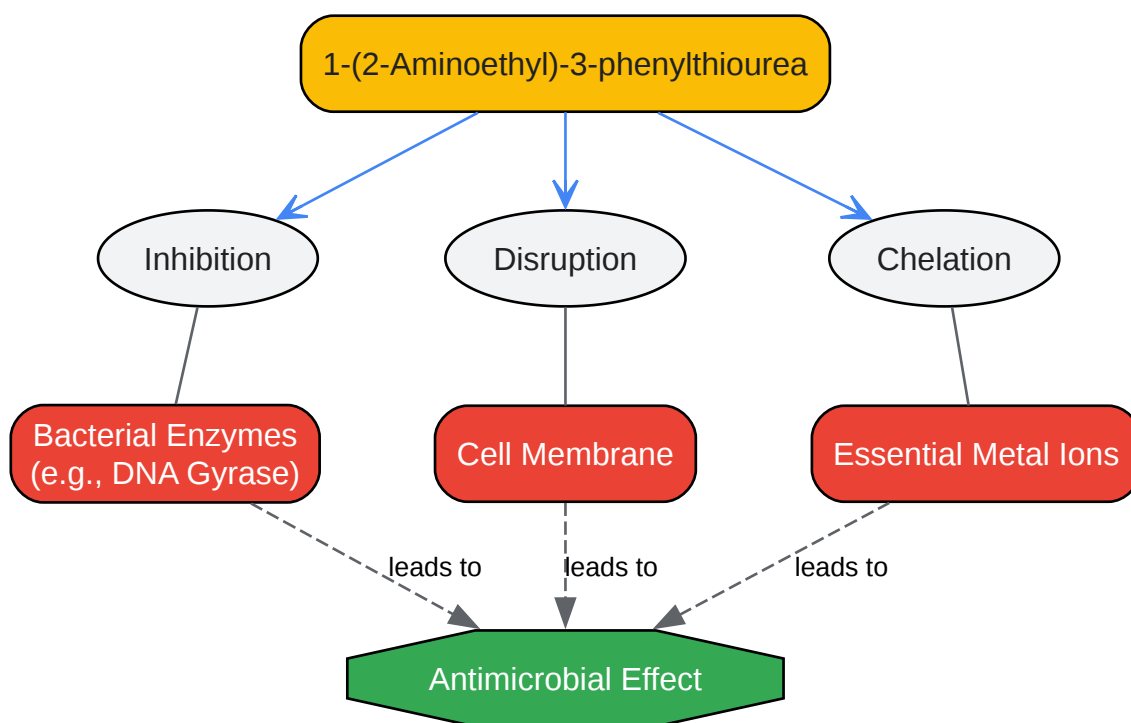 1-(2-Aminoethyl)-3-phenylthiourea
Inhibition
Disruption
Chelation
Bacterial Enzymes
(e.g., DNA Gyrase)
Cell Membrane
Essential Metal Ions
leads to
leads to
leads to
Antimicrobial Effect